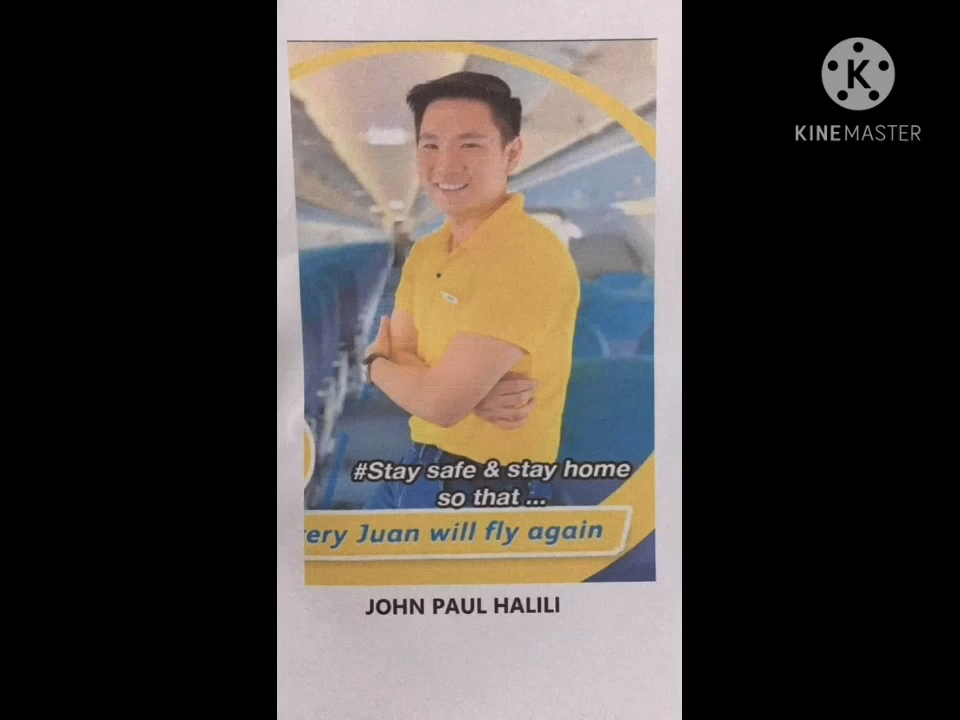 KINEMASTER
#Stay safe & stay home
so that ...
ery Juan will fly again
JOHN PAUL HALILI